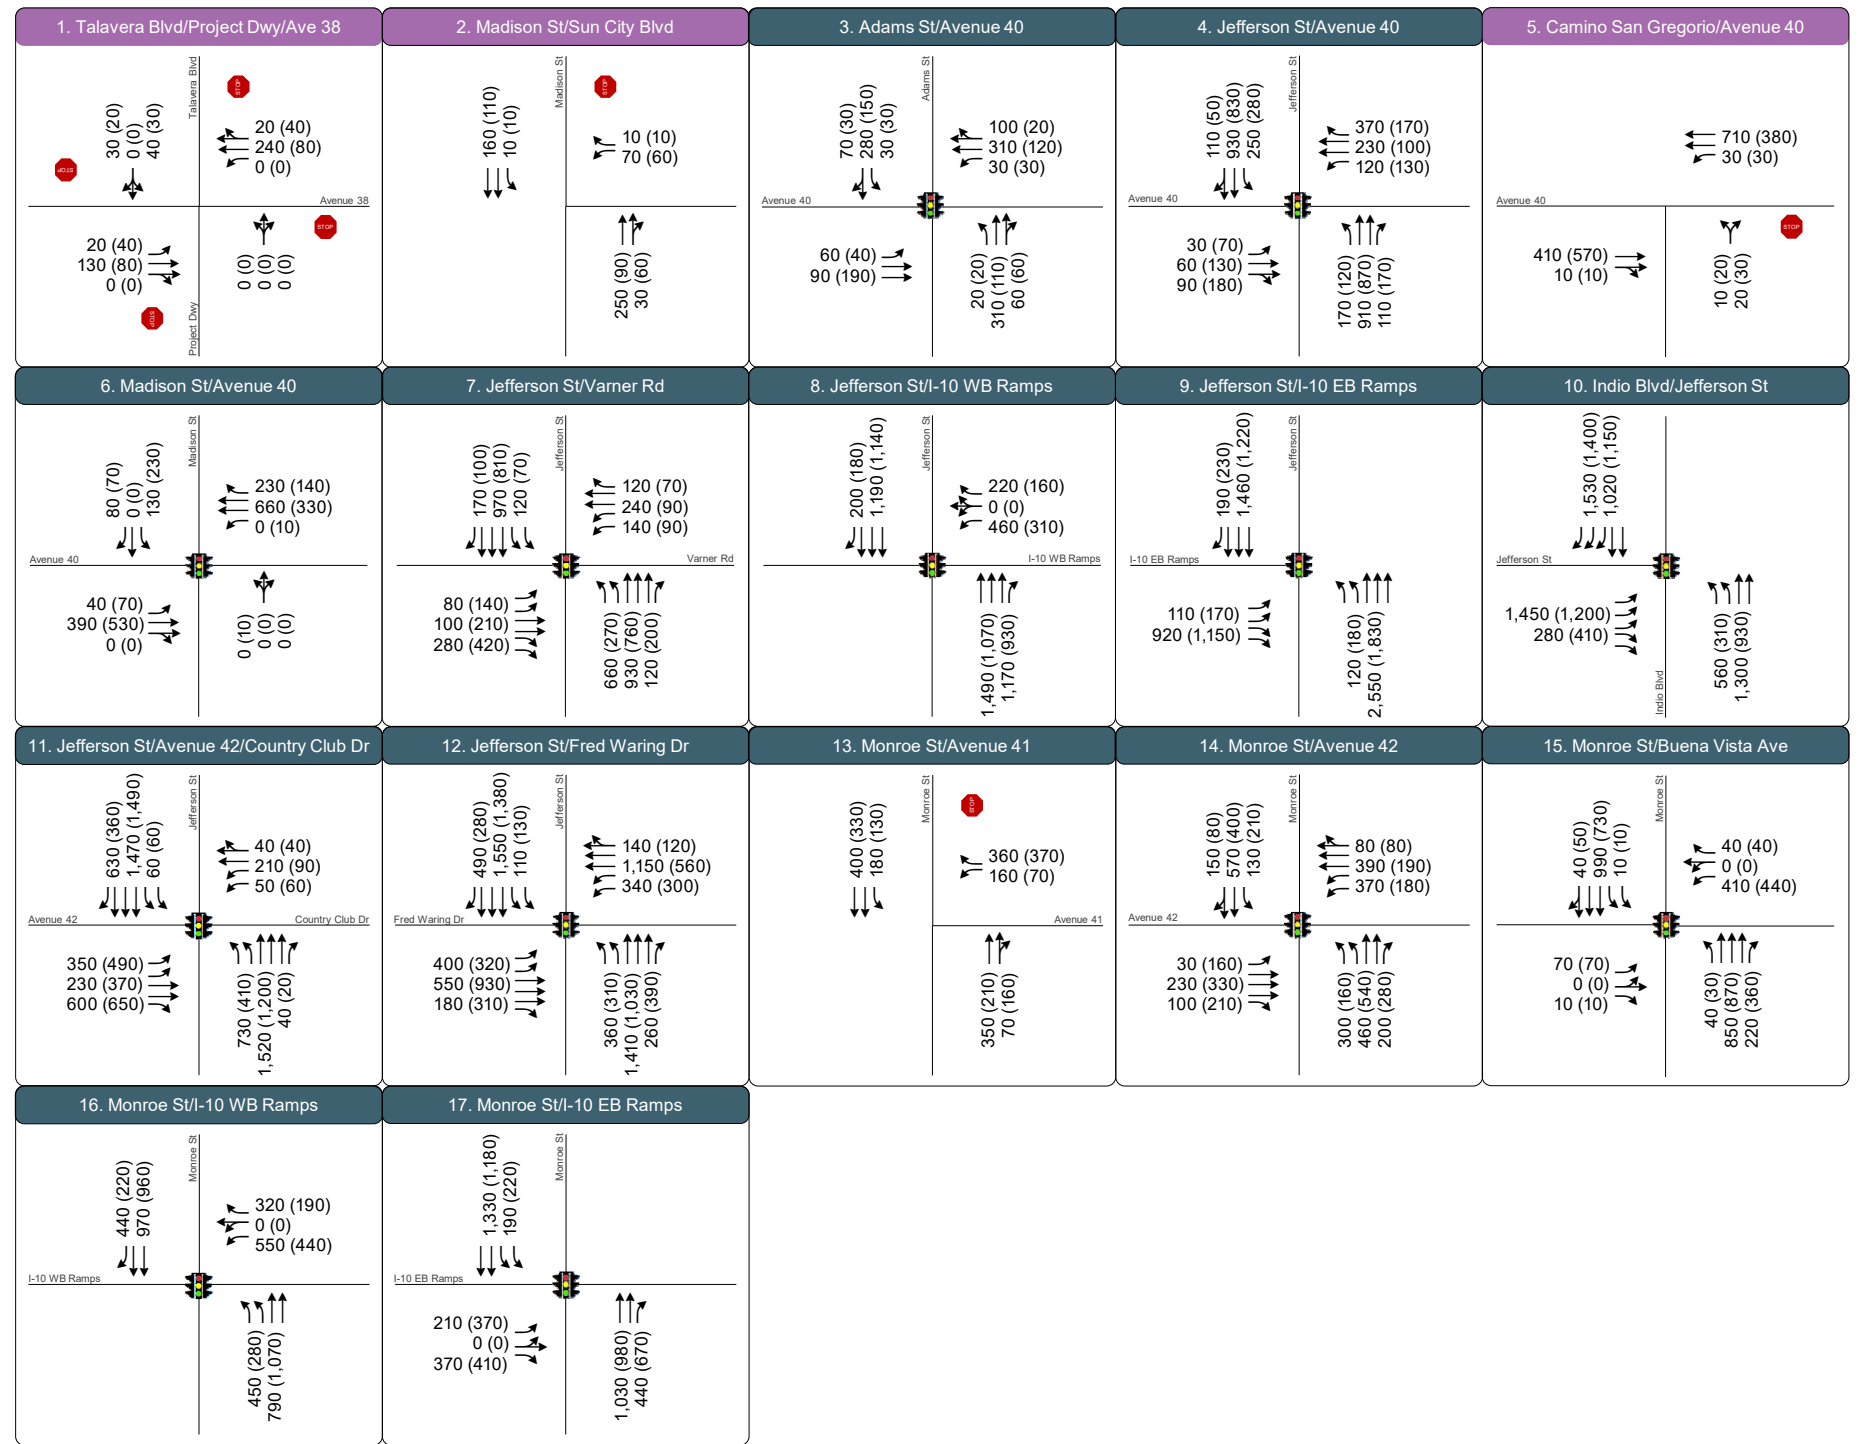 1. Talavera Blvd/Project Dwy/Ave 38
Talavera Blvd
STOP
30 (20)
0 (0)
40 (30)
20 (40)
240 (80)
0 (0)
STOP
Avenue 38
STOP
20 (40)
130 (80)
0 (0)
0 (0)
0 (0)
0 (0)
STOP
Project Dwy
2. Madison St/Sun City Blvd
Madison St
STOP
160 (110)
10 (10)
10 (10)
70 (60)
250 (90)
30 (60)
3. Adams St/Avenue 40
Adams St
70 (30)
280 (150)
30 (30)
100 (20)
310 (120)
30 (30)
Avenue 40
60 (40)
90 (190)
20 (20)
310 (110)
60 (60)
4. Jefferson St/Avenue 40
Jefferson St
110 (50)
930 (830)
250 (280)
370 (170)
230 (100)
120 (130)
Avenue 40
30 (70)
60 (130)
90 (180)
170 (120)
910 (870)
110 (170)
5. Camino San Gregorio/Avenue 40
710 (380)
30 (30)
Avenue 40
STOP
410 (570)
10 (10)
10 (20)
20 (30)
6. Madison St/Avenue 40
Madison St
80 (70)
0 (0)
130 (230)
230 (140)
660 (330)
0 (10)
Avenue 40
40 (70)
390 (530)
0 (0)
0 (10)
0 (0)
0 (0)
7. Jefferson St/Varner Rd
Jefferson St
170 (100)
970 (810)
120 (70)
120 (70)
240 (90)
140 (90)
Varner Rd
80 (140)
100 (210)
280 (420)
660 (270)
930 (760)
120 (200)
8. Jefferson St/I-10 WB Ramps
Jefferson St
200 (180)
1,190 (1,140)
220 (160)
0 (0)
460 (310)
I-10 WB Ramps
1,490 (1,070)
1,170 (930)
9. Jefferson St/I-10 EB Ramps
Jefferson St
190 (230)
1,460 (1,220)
I-10 EB Ramps
110 (170)
920 (1,150)
120 (180)
2,550 (1,830)
10. Indio Blvd/Jefferson St
1,530 (1,400)
1,020 (1,150)
Jefferson St
1,450 (1,200)
280 (410)
560 (310)
1,300 (930)
Indio Blvd
11. Jefferson St/Avenue 42/Country Club Dr
Jefferson St
630 (360)
1,470 (1,490)
60 (60)
40 (40)
210 (90)
50 (60)
Avenue 42
Country Club Dr
350 (490)
230 (370)
600 (650)
730 (410)
1,520 (1,200)
40 (20)
12. Jefferson St/Fred Waring Dr
Jefferson St
490 (280)
1,550 (1,380)
110 (130)
140 (120)
1,150 (560)
340 (300)
Fred Waring Dr
400 (320)
550 (930)
180 (310)
360 (310)
1,410 (1,030)
260 (390)
13. Monroe St/Avenue 41
Monroe St
STOP
400 (330)
180 (130)
360 (370)
160 (70)
Avenue 41
350 (210)
70 (160)
14. Monroe St/Avenue 42
Monroe St
150 (80)
570 (400)
130 (210)
80 (80)
390 (190)
370 (180)
Avenue 42
30 (160)
230 (330)
100 (210)
300 (160)
460 (540)
200 (280)
15. Monroe St/Buena Vista Ave
Monroe St
40 (50)
990 (730)
10 (10)
40 (40)
0 (0)
410 (440)
70 (70)
0 (0)
10 (10)
40 (30)
850 (870)
220 (360)
16. Monroe St/I-10 WB Ramps
Monroe St
440 (220)
970 (960)
320 (190)
0 (0)
550 (440)
I-10 WB Ramps
450 (280)
790 (1,070)
17. Monroe St/I-10 EB Ramps
Monroe St
1,330 (1,180)
190 (220)
I-10 EB Ramps
210 (370)
0 (0)
370 (410)
1,030 (980)
440 (670)